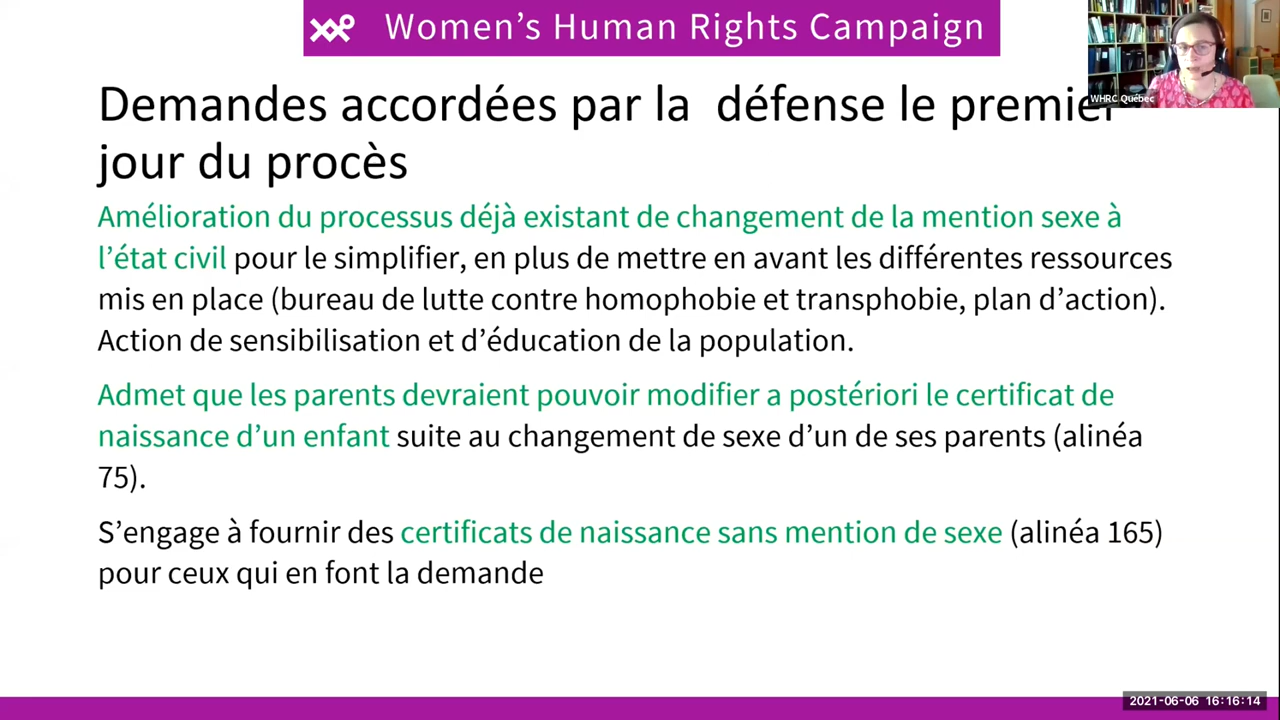 Women's Human Rights Campaign
WHRC Québec
Demandes accordées par la défense le premier
jour du procès
Amélioration du processus déjà existant de changement de la mention sexe à
l'état civil pour le simplifier, en plus de mettre en avant les différentes ressources
mis en place (bureau de lutte contre homophobie et transphobie, plan d'action).
Action de sensibilisation et d'éducation de la population.
Admet que les parents devraient pouvoir modifier a postériori le certificat de
naissance d'un enfant suite au changement de sexe d'un de ses parents (alinéa
75).
S'engage à fournir des certificats de naissance sans mention de sexe (alinéa 165)
pour ceux qui en font la demande
2021-06-06 16:16:14